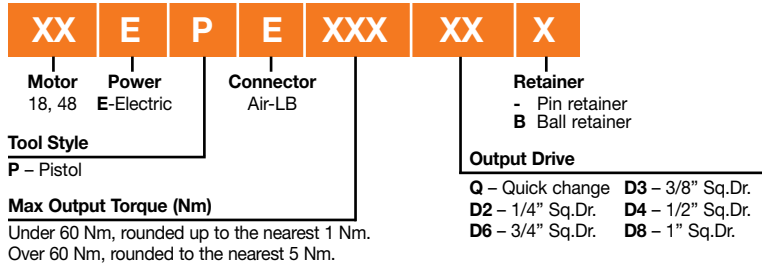 XX E P E XXX XX X
Motor Power Connector Retainer
18, 48 E-Electric Air-LB - Pin retainer
B Ball retainer
Tool Style
P – Pistol
Output Drive
Q – Quick change D3 – 3/8” Sq.Dr.
D2 – 1/4” Sq.Dr. D4 – 1/2” Sq.Dr.
D6 – 3/4” Sq.Dr. D8 – 1” Sq.Dr.
Max Output Torque (Nm)
Under 60 Nm, rounded up to the nearest 1 Nm.
Over 60 Nm, rounded to the nearest 5 Nm.